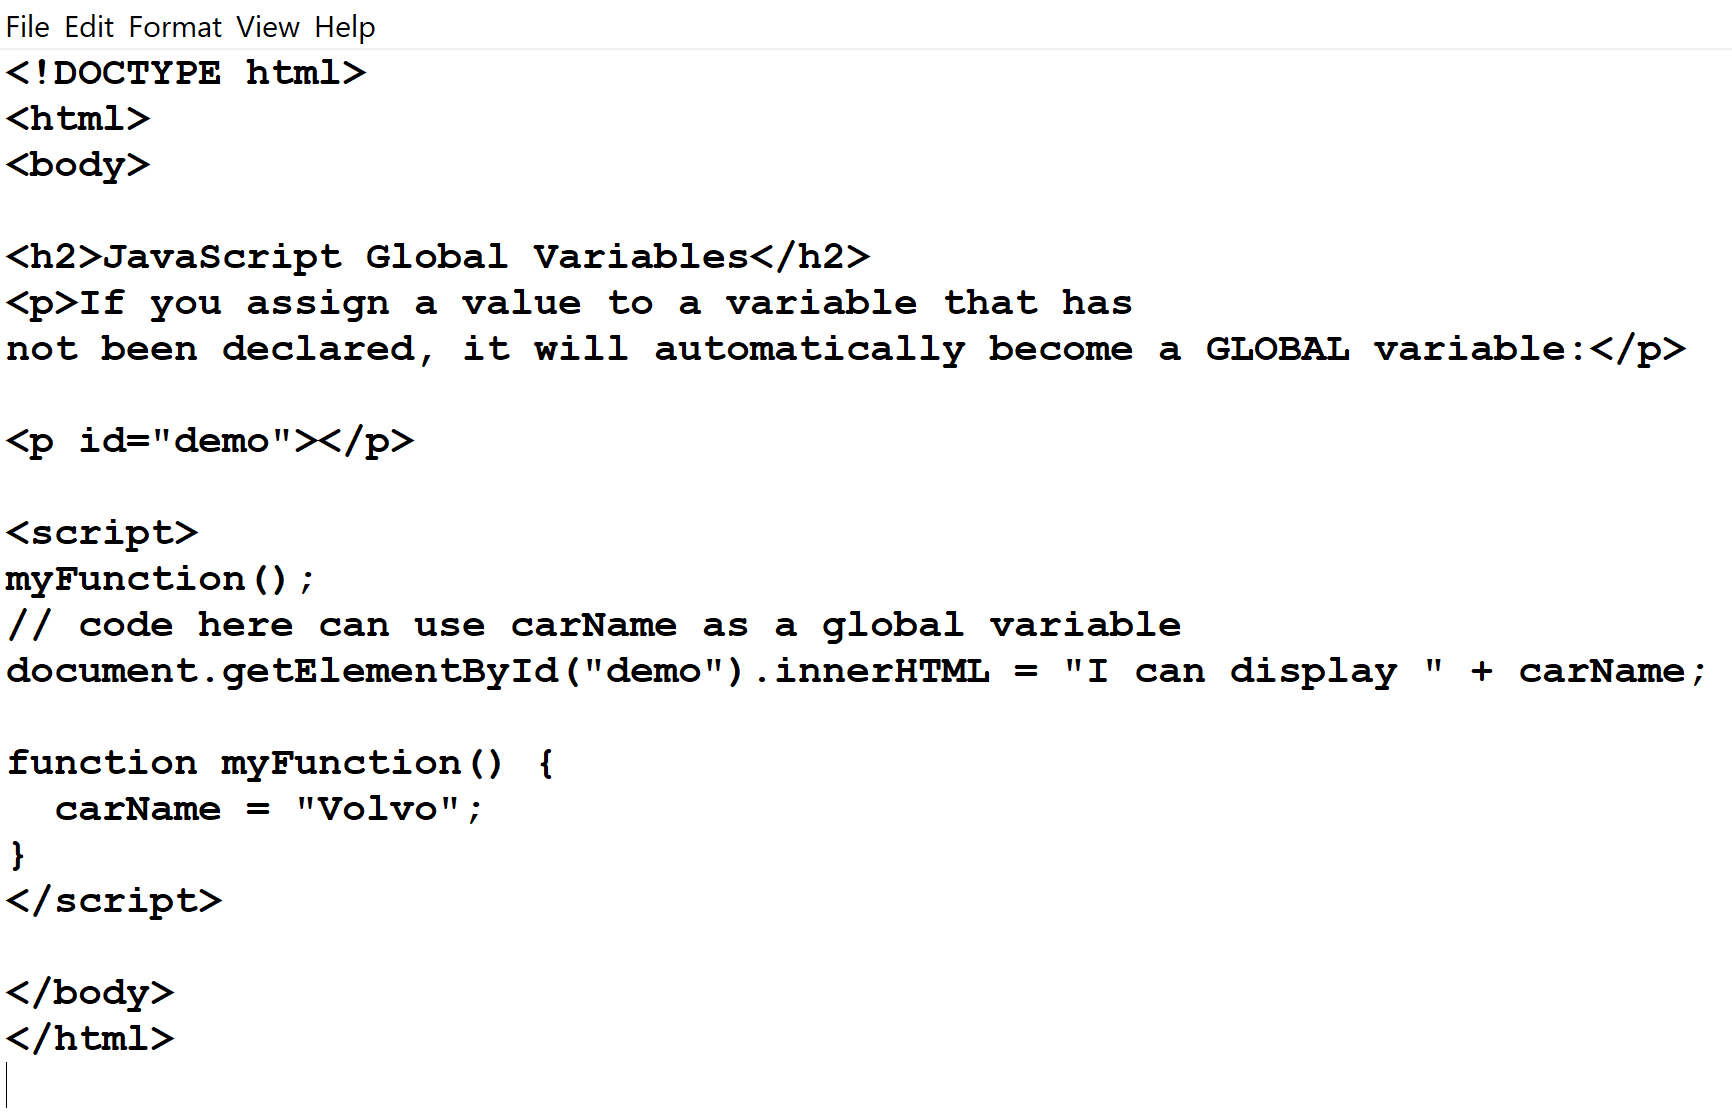 File Edit Format View Help
<!DOCTYPE html>
<html>
<body>

<h2>JavaScript Global Variables</h2>
<p>If you assign a value to a variable that has
not been declared, it will automatically become a GLOBAL variable:</p>

<p id="demo"></p>

<script>
myFunction();
// code here can use carName as a global variable
document.getElementById("demo").innerHTML = "I can display " + carName;

function myFunction() {
  carName = "Volvo";
}
</script>

</body>
</html>